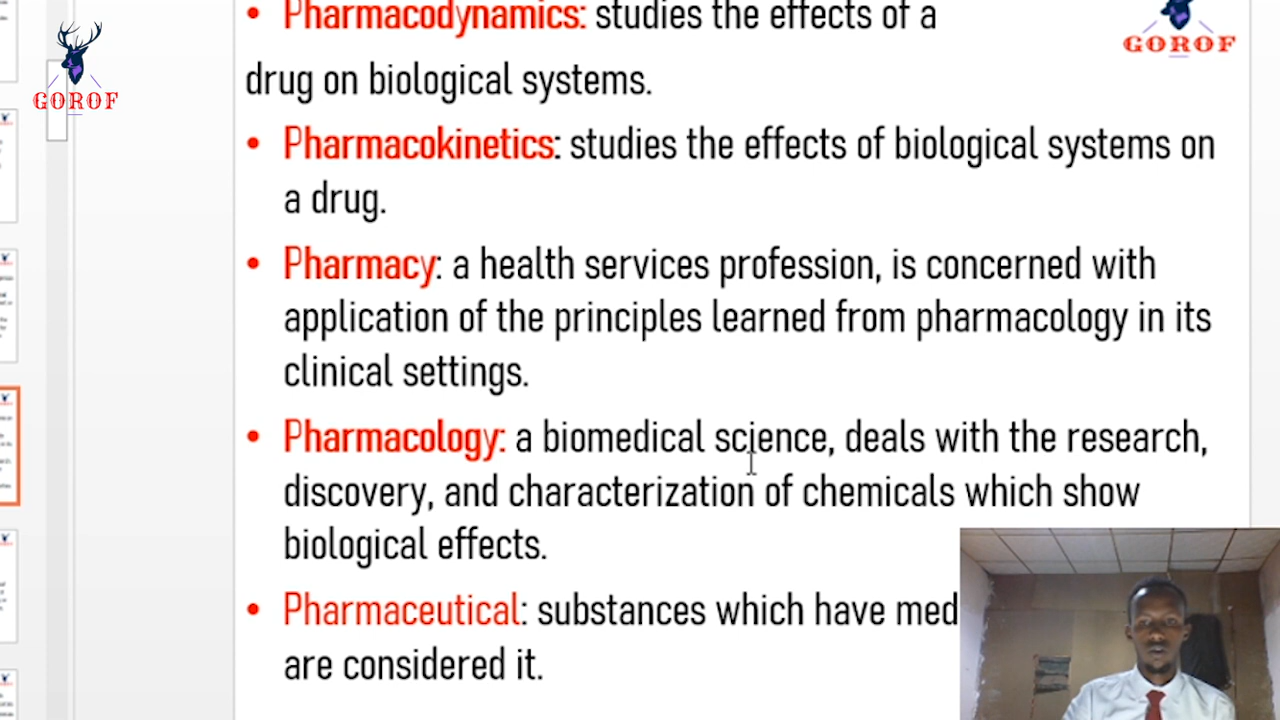 Pharmacodynamics: studies the effects of a
GOROF
GOROF
drug on biological systems.
Pharmacokinetics: studies the effects of biological systems on
a drug.
Pharmacy: a health services profession, is concerned with
application of the principles learned from pharmacology in its
clinical settings.
Pharmacology: a biomedical science, deals with the research,
discovery, and characterization of chemicals which show
biological effects.
Pharmaceutical: substances which have med
are considered it.